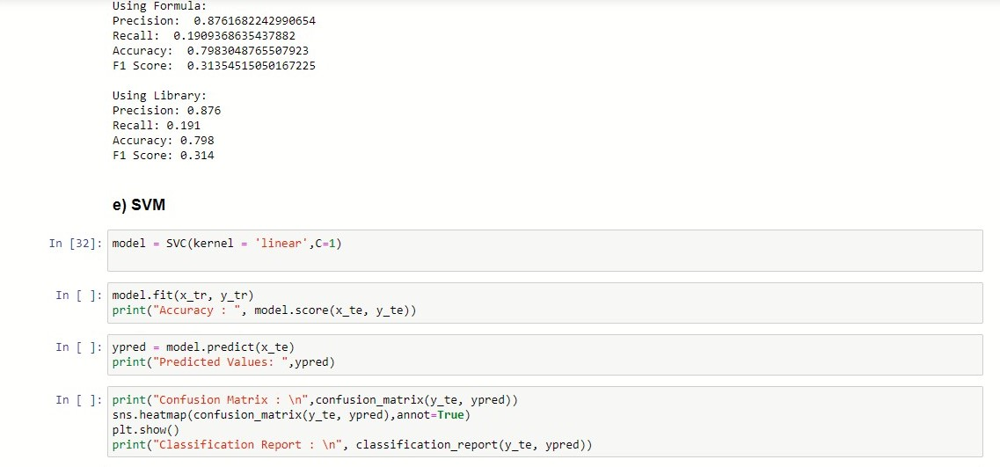 Using Formula:
Precision:  0.8761682242990654
Recall:  0.1909368635437882
Accuracy:  0.7983048765507923
F1 Score:  0.31354515050167225
Using Library:
Precision: 0.876
Recall: 0.191
Accuracy: 0.798
F1 Score: 0.314
e) SVM
In [32]: model = SVC(kernel = 'linear',C=1)
In [ ]: model.fit(x_tr, y_tr)
print("Accuracy : ", model.score(x_te, y_te))
In [ ]: ypred = model.predict(x_te)
print("Predicted Values: ",ypred)
In [ ]: print("Confusion Matrix : \n",confusion_matrix(y_te, ypred))
sns.heatmap(confusion_matrix(y_te, ypred),annot=True)
plt.show()
print("Classification Report : \n", classification_report(y_te, ypred))